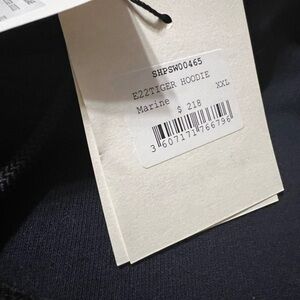 SHPSW00465
E22TIGER HOODIE
Marine $ 218 XXL
3 607171 766796